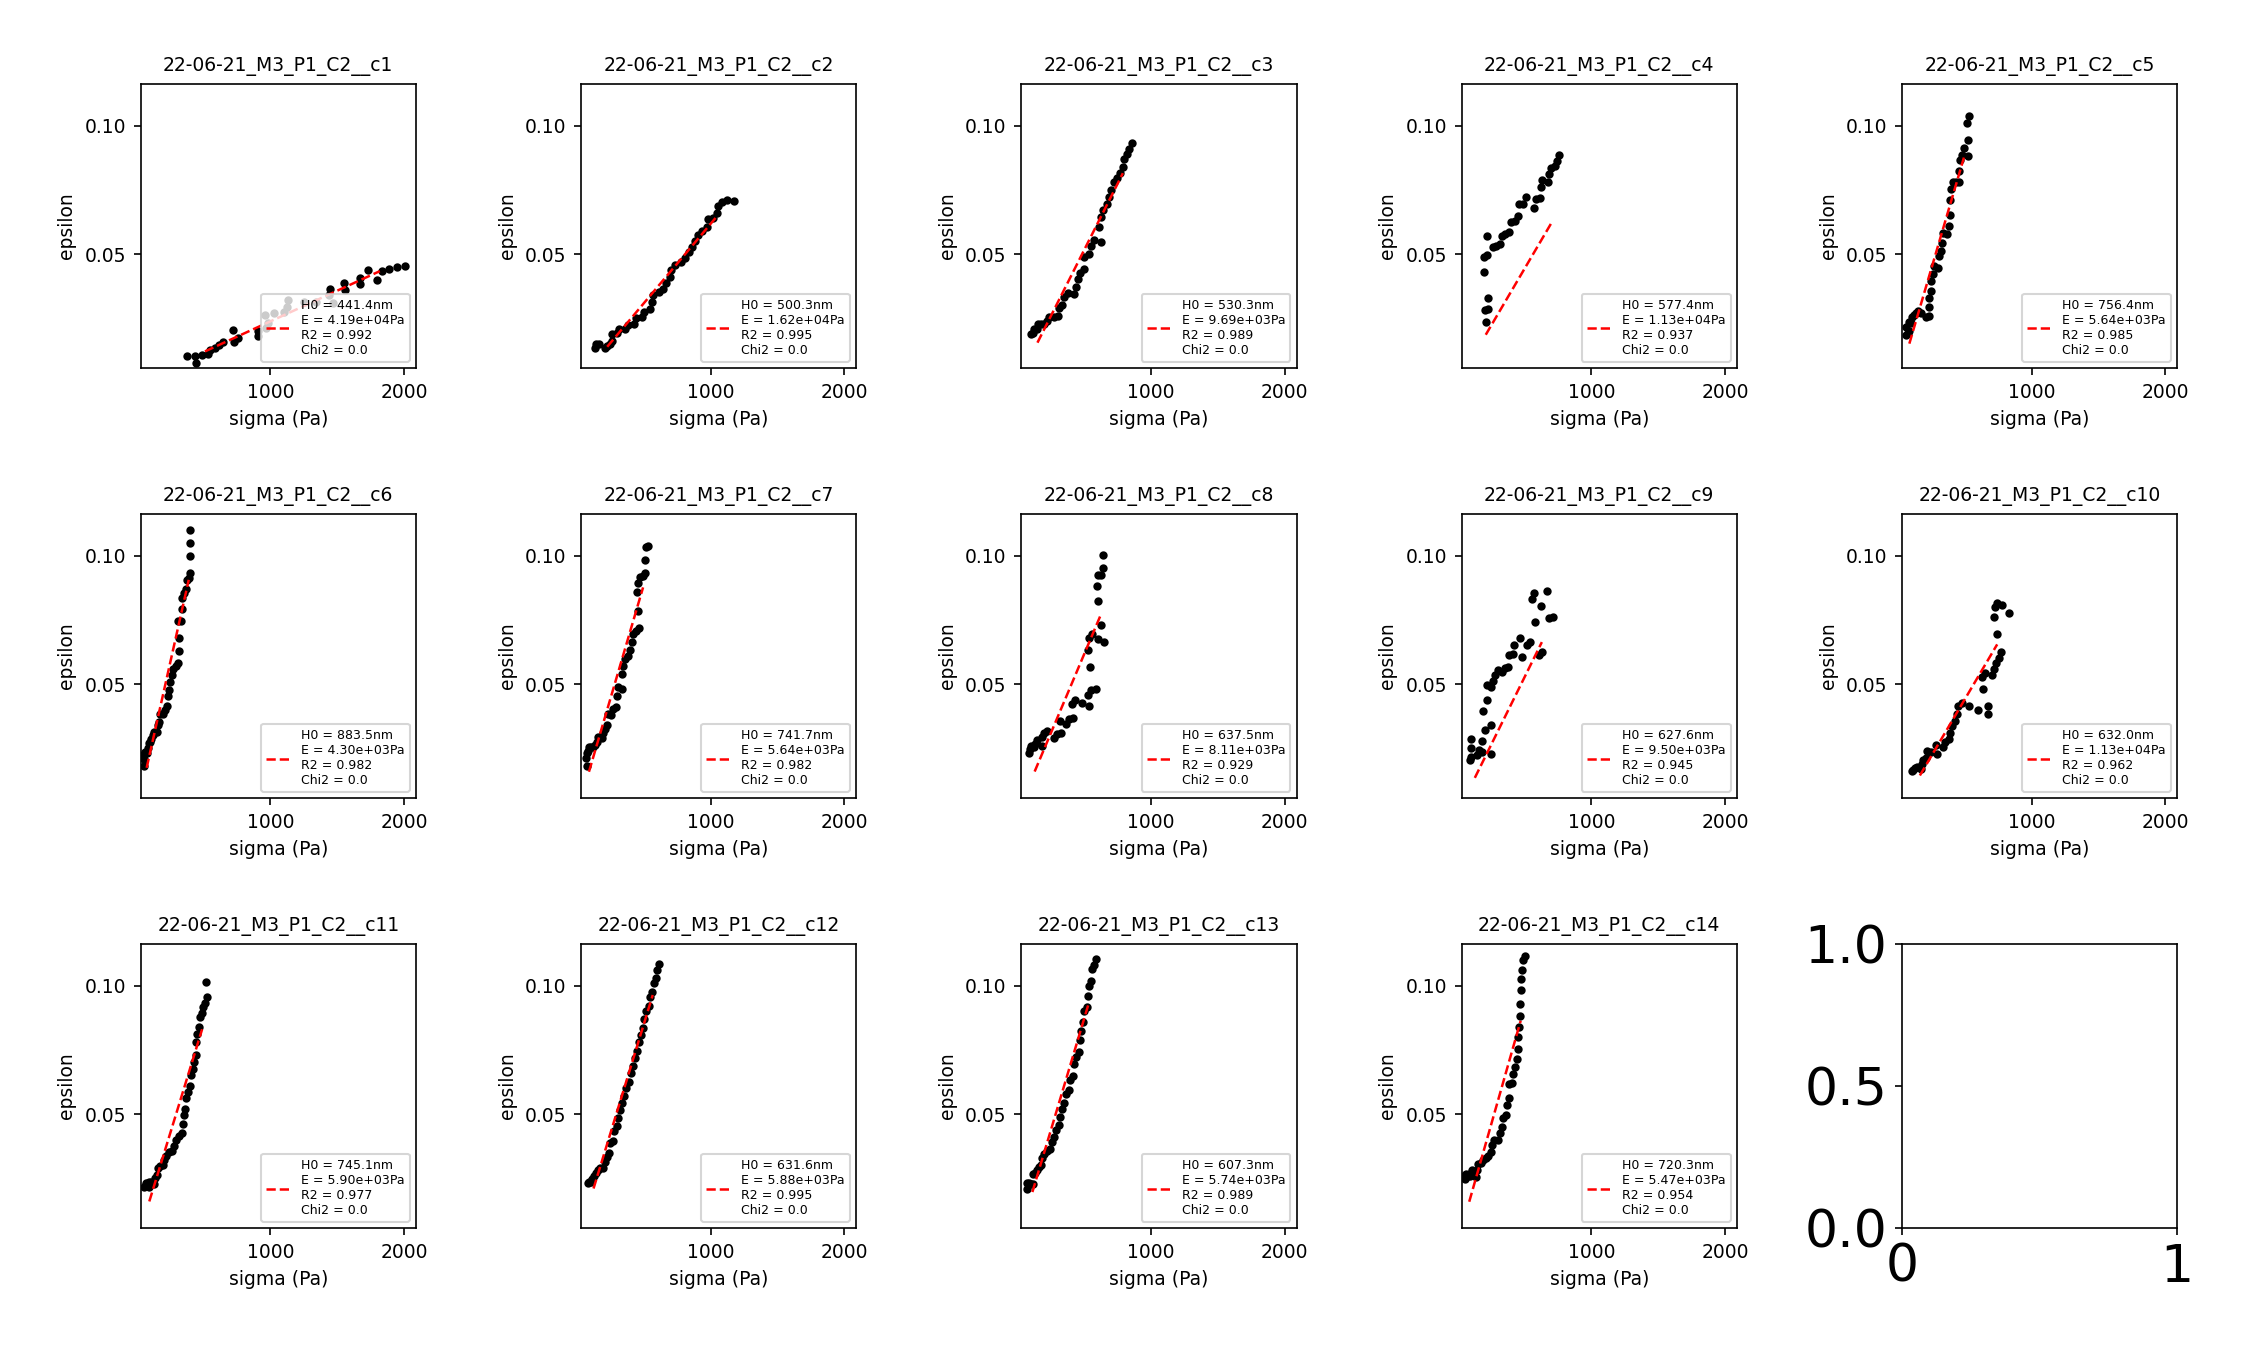 22-06-21_M3_P1_C2__c1
0.10
0.05
epsilon
H0 = 441.4nm
E = 4.19e+04Pa
R2 = 0.992
Chi2 = 0.0
1000 2000
sigma (Pa)
22-06-21_M3_P1_C2__c2
0.10
0.05
epsilon
H0 = 500.3nm
E = 1.62e+04Pa
R2 = 0.995
Chi2 = 0.0
1000 2000
sigma (Pa)
22-06-21_M3_P1_C2__c3
0.10
0.05
epsilon
H0 = 530.3nm
E = 9.69e+03Pa
R2 = 0.989
Chi2 = 0.0
1000 2000
sigma (Pa)
22-06-21_M3_P1_C2__c4
0.10
0.05
epsilon
H0 = 577.4nm
E = 1.13e+04Pa
R2 = 0.937
Chi2 = 0.0
1000 2000
sigma (Pa)
22-06-21_M3_P1_C2__c5
0.10
0.05
epsilon
H0 = 756.4nm
E = 5.64e+03Pa
R2 = 0.985
Chi2 = 0.0
1000 2000
sigma (Pa)
22-06-21_M3_P1_C2__c6
0.10
0.05
epsilon
H0 = 883.5nm
E = 4.30e+03Pa
R2 = 0.982
Chi2 = 0.0
1000 2000
sigma (Pa)
22-06-21_M3_P1_C2__c7
0.10
0.05
epsilon
H0 = 741.7nm
E = 5.64e+03Pa
R2 = 0.982
Chi2 = 0.0
1000 2000
sigma (Pa)
22-06-21_M3_P1_C2__c8
0.10
0.05
epsilon
H0 = 637.5nm
E = 8.11e+03Pa
R2 = 0.929
Chi2 = 0.0
1000 2000
sigma (Pa)
22-06-21_M3_P1_C2__c9
0.10
0.05
epsilon
H0 = 627.6nm
E = 9.50e+03Pa
R2 = 0.945
Chi2 = 0.0
1000 2000
sigma (Pa)
22-06-21_M3_P1_C2__c10
0.10
0.05
epsilon
H0 = 632.0nm
E = 1.13e+04Pa
R2 = 0.962
Chi2 = 0.0
1000 2000
sigma (Pa)
22-06-21_M3_P1_C2__c11
0.10
0.05
epsilon
H0 = 745.1nm
E = 5.90e+03Pa
R2 = 0.977
Chi2 = 0.0
1000 2000
sigma (Pa)
22-06-21_M3_P1_C2__c12
0.10
0.05
epsilon
H0 = 631.6nm
E = 5.88e+03Pa
R2 = 0.995
Chi2 = 0.0
1000 2000
sigma (Pa)
22-06-21_M3_P1_C2__c13
0.10
0.05
epsilon
H0 = 607.3nm
E = 5.74e+03Pa
R2 = 0.989
Chi2 = 0.0
1000 2000
sigma (Pa)
22-06-21_M3_P1_C2__c14
0.10
0.05
epsilon
H0 = 720.3nm
E = 5.47e+03Pa
R2 = 0.954
Chi2 = 0.0
1000 2000
sigma (Pa)
1.0
0.5
0.0
0 1